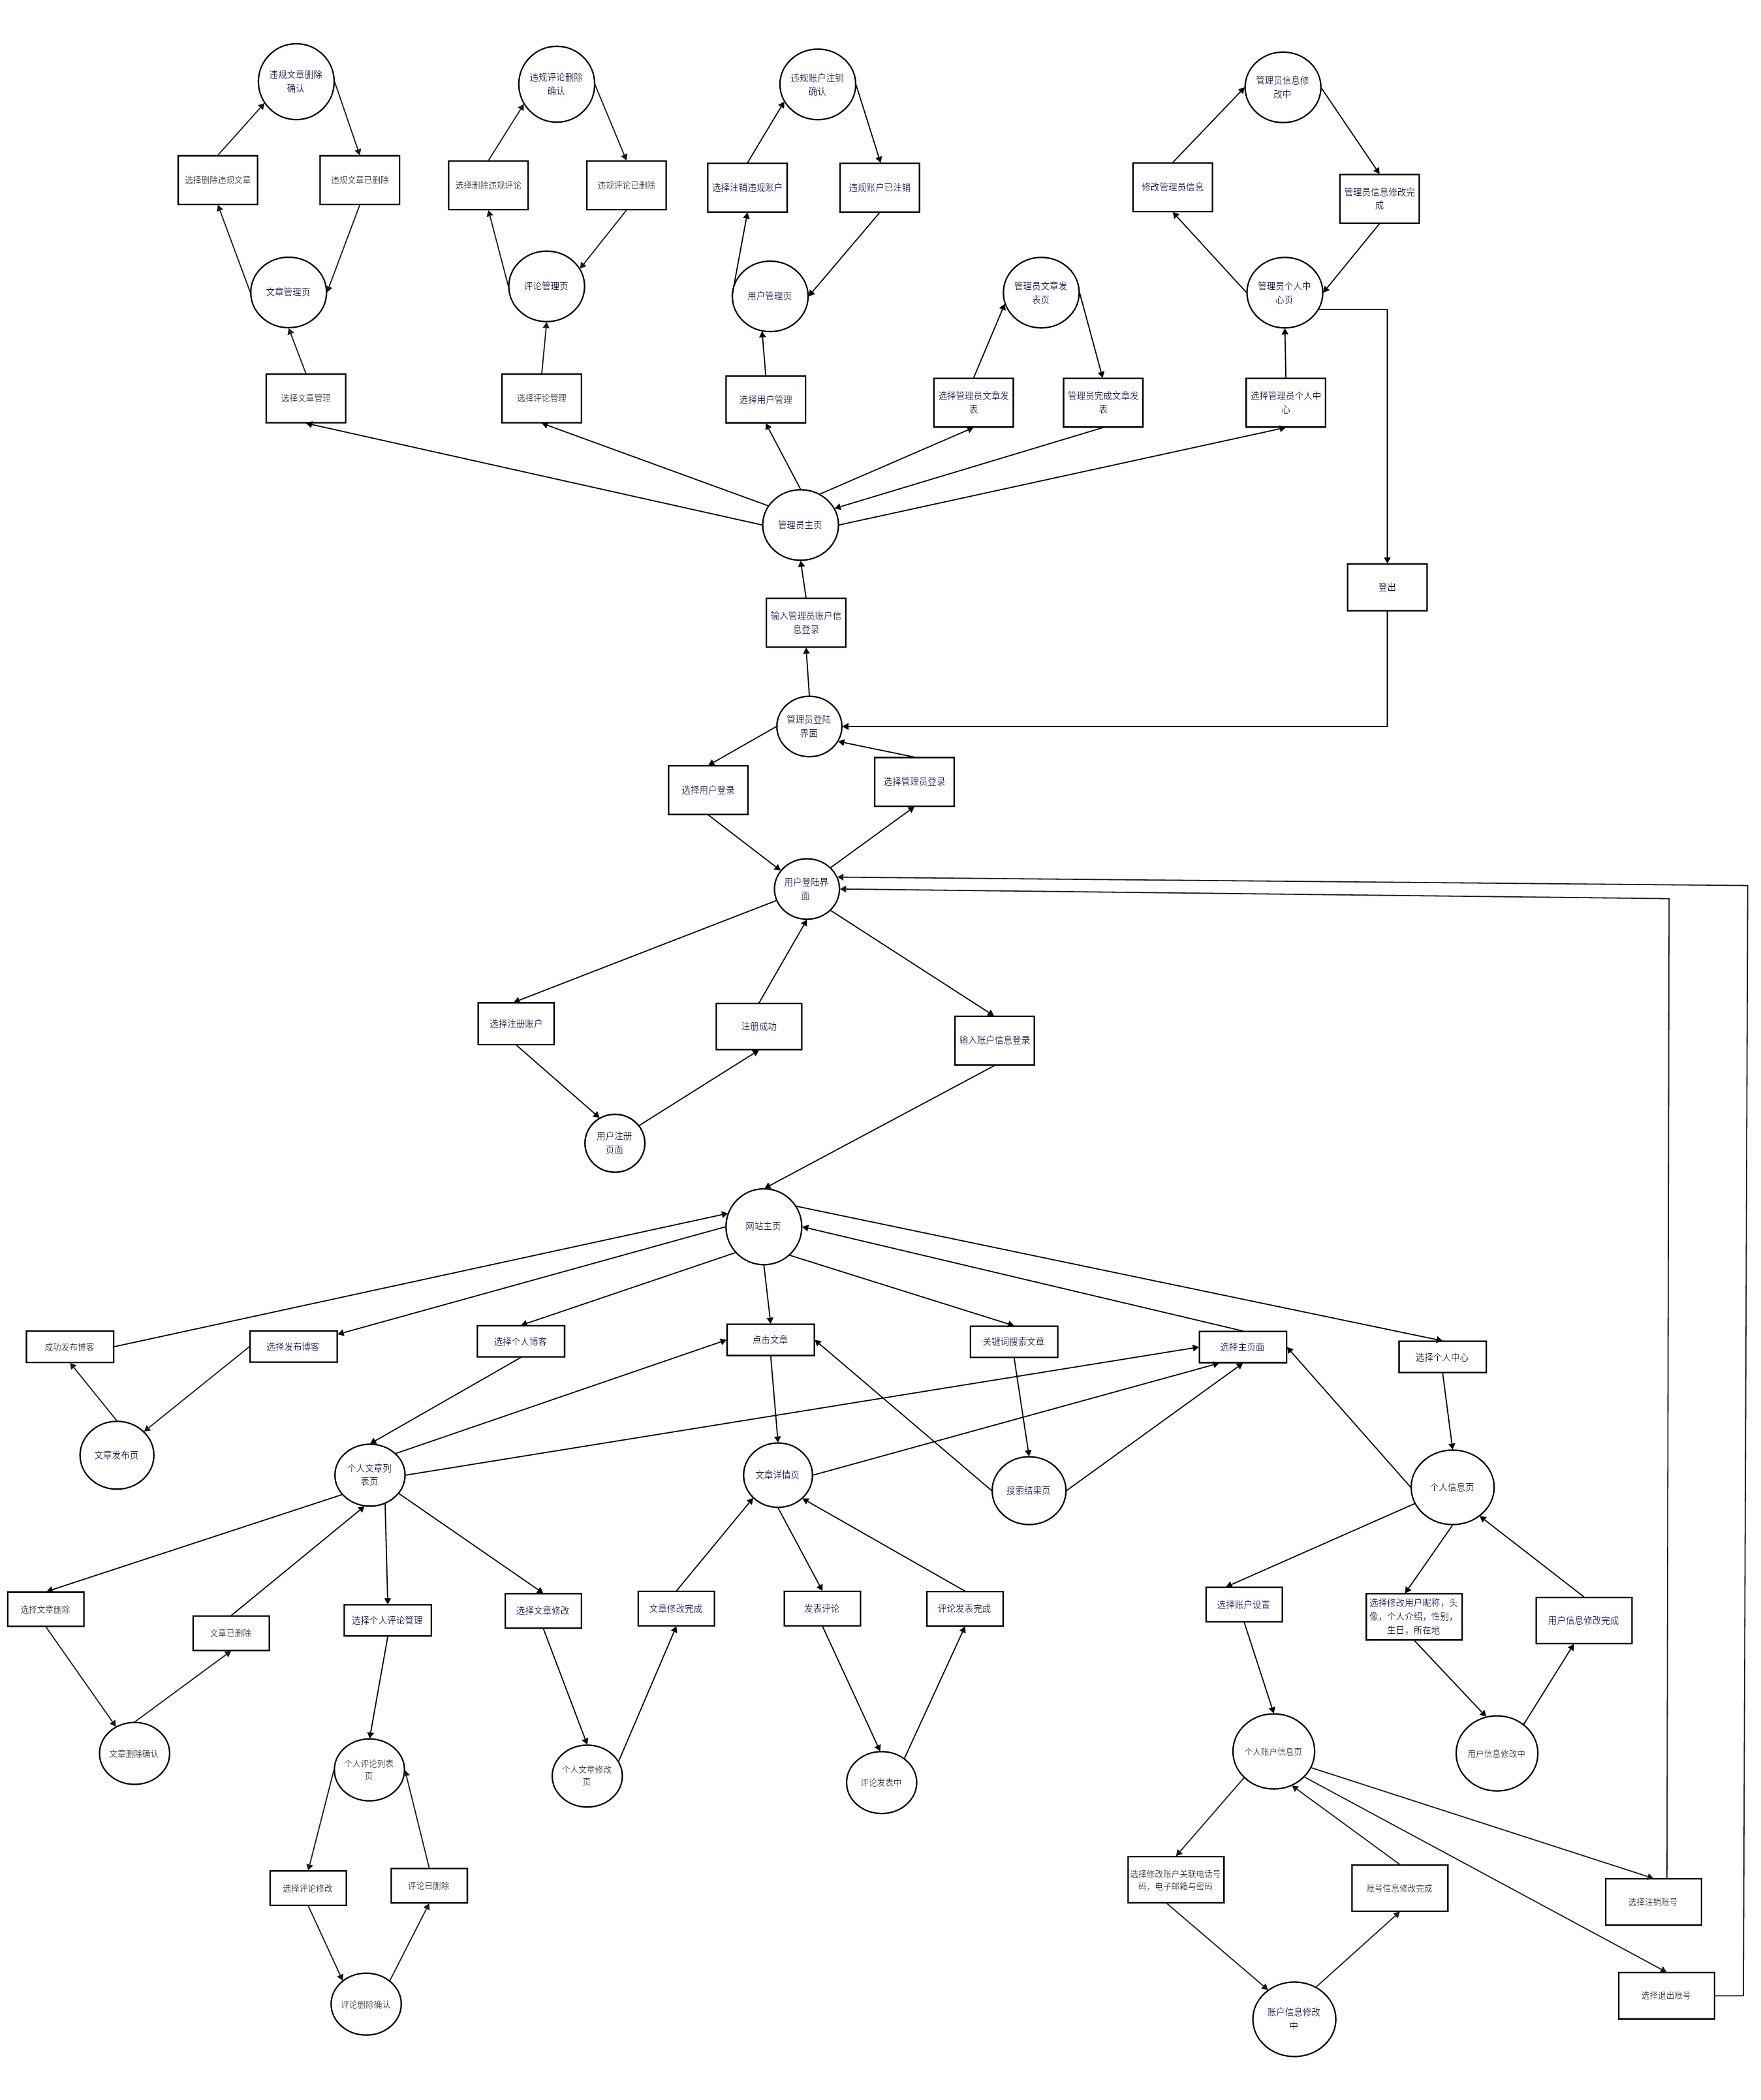 违规文章删除
确认
违规评论删除
确认
违规账户注销
确认
管理员信息修
改中
选择删除违规文章
违规文章已删除
选择删除违规评论
违规评论已删除
选择注销违规账户
违规账户已注销
修改管理员信息
管理员信息修改完
成
文章管理页
评论管理页
用户管理页
管理员文章发
表页
管理员个人中
心页
选择文章管理
选择评论管理
选择用户管理
选择管理员文章发
表
管理员完成文章发
表
选择管理员个人中
心
管理员主页
登出
输入管理员账户信
息登录
管理员登陆
界面
选择用户登录
选择管理员登录
用户登陆界
面
选择注册账户
注册成功
输入账户信息登录
用户注册
页面
网站主页
成功发布博客
选择发布博客
选择个人博客
点击文章
关键词搜索文章
选择主页面
选择个人中心
文章发布页
个人文章列
表页
文章详情页
搜索结果页
个人信息页
选择文章删除
文章已删除
选择个人评论管理
选择文章修改
文章修改完成
发表评论
评论发表完成
选择账户设置
选择修改用户昵称，头
像，个人介绍，性别，
生日，所在地
用户信息修改完成
文章删除确认
个人评论列表
页
个人文章修改
页
评论发表中
个人账户信息页
用户信息修改中
选择评论修改
评论已删除
选择修改账户关联电话号
码，电子邮箱与密码
账号信息修改完成
选择注销账号
评论删除确认
账户信息修改
中
选择退出账号